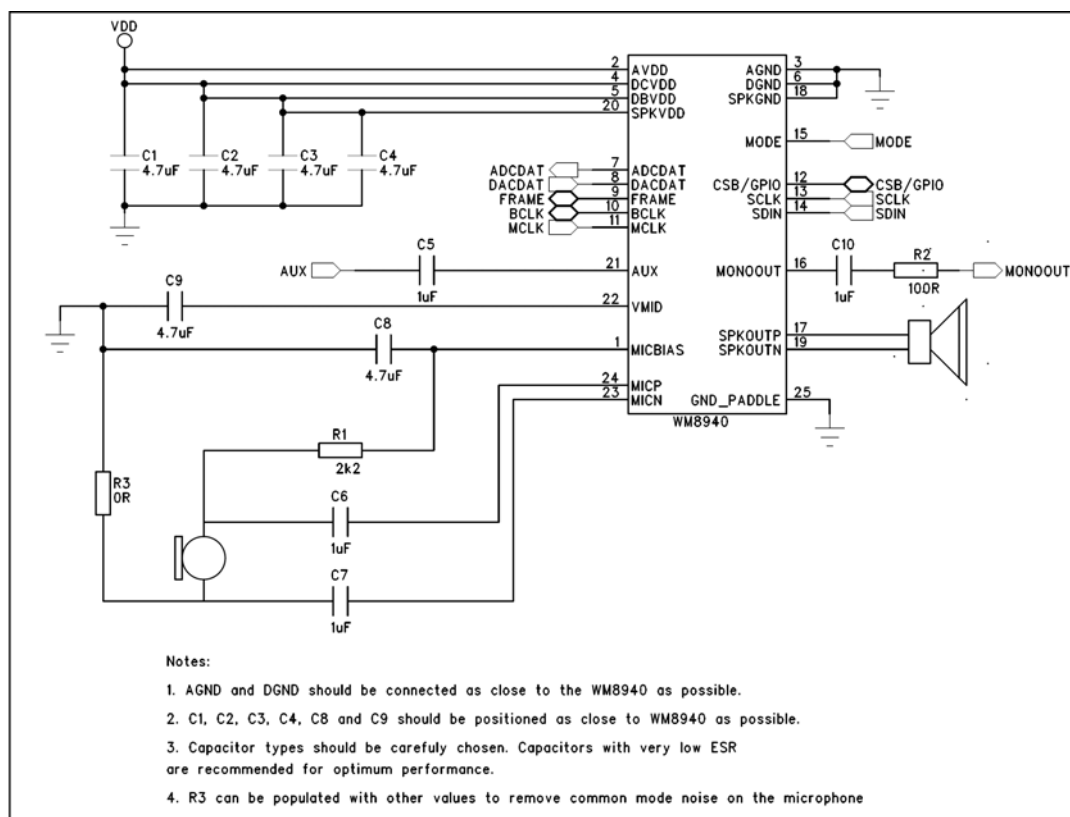 VDD
2 AVDD
4 DCVDD
5 DBVDD
20 SPKVDD
AGND 3
DGND 6
SPKGND 18
C1 4.7uF
C2 4.7uF
C3 4.7uF
C4 4.7uF
MODE 15 MODE
ADCDAT 7 ADCDAT
DACDAT 8 DACDAT
FRAME 9 FRAME
BCLK 10 BCLK
MCLK 11 MCLK
CSB/GPIO 12 CSB/GPIO
SCLK 13 SCLK
SDIN 14 SDIN
AUX C5 1uF 21 AUX
MONOOUT 16 C10 1uF R2 100R MONOOUT
C9 4.7uF 22 VMID
SPKOUTP 17
SPKOUTN 19
C8 4.7uF 1 MICBIAS
24 MICP
23 MICN
GND_PADDLE 25
WM8940
R1 2k2
R3 0R
C6 1uF
C7 1uF
Notes:
1. AGND and DGND should be connected as close to the WM8940 as possible.
2. C1, C2, C3, C4, C8 and C9 should be positioned as close to WM8940 as possible.
3. Capacitor types should be carefuly chosen. Capacitors with very low ESR
are recommended for optimum performance.
4. R3 can be populated with other values to remove common mode noise on the microphone